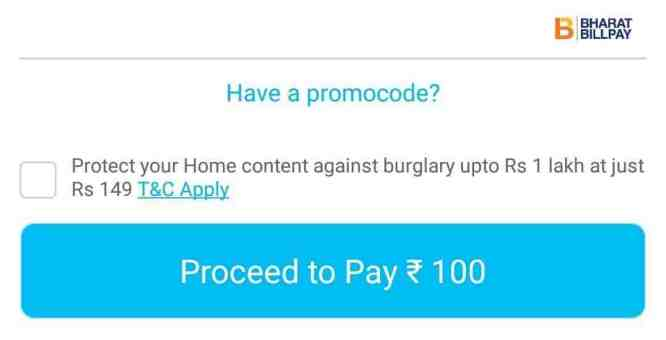 BHARAT
BILLPAY
Have a promocode?
Protect your Home content against burglary upto Rs 1 lakh at just
Rs 149 T&C Apply
Proceed to Pay ₹ 100